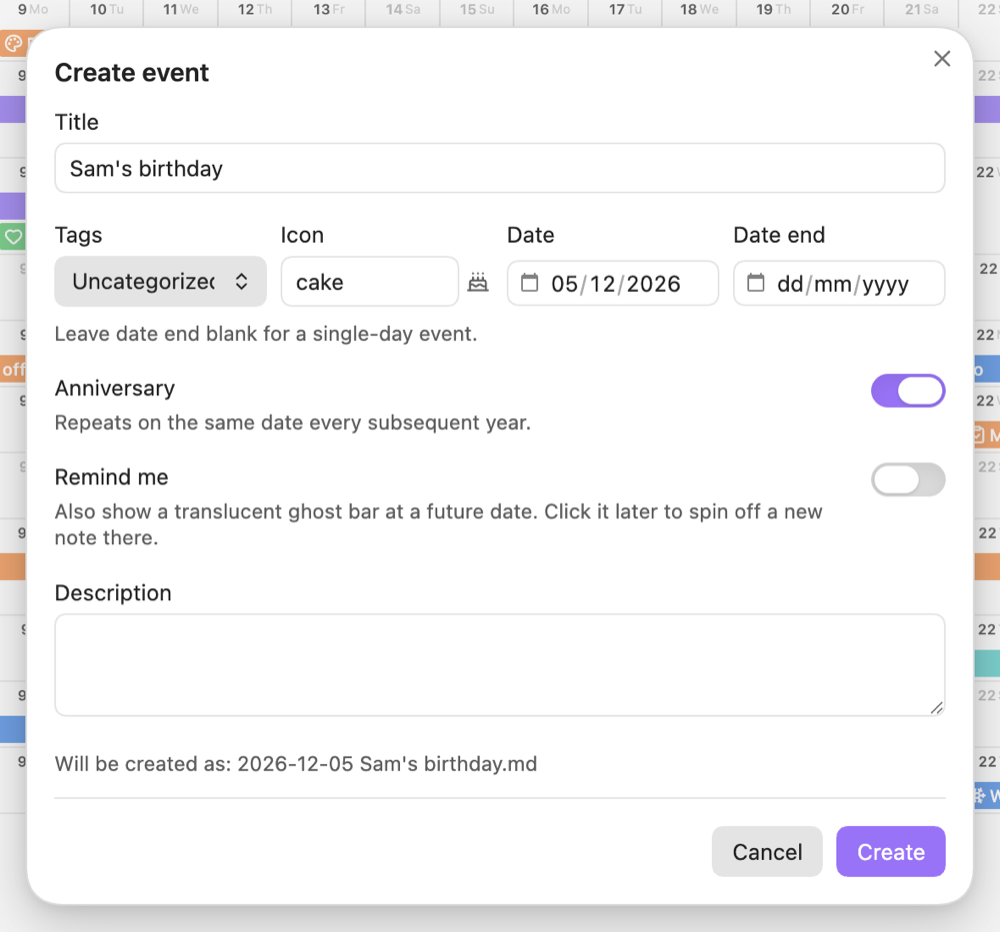 9 Mo 10 Tu 11 We 12 Th 13 Fr 14 Sa 15 Su 16 Mo 17 Tu 18 We 19 Th 20 Fr 21 Sa 22
Create event
Title
Sam's birthday
Tags Icon Date Date end
Uncategorized cake 05/12/2026 dd/mm/yyyy
Leave date end blank for a single-day event.
off
Anniversary
Repeats on the same date every subsequent year.
Remind me
Also show a translucent ghost bar at a future date. Click it later to spin off a new
note there.
Description
Will be created as: 2026-12-05 Sam's birthday.md
Cancel Create